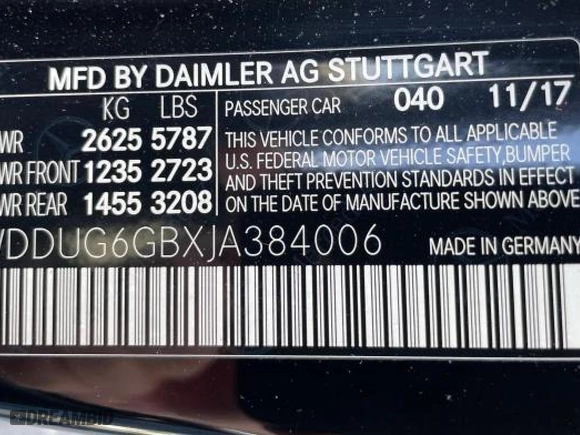 MFD BY DAIMLER AG STUTTGART
KG LBS
PASSENGER CAR 040 11/17
WR 2625 5787
WR FRONT 1235 2723
WR REAR 1455 3208
THIS VEHICLE CONFORMS TO ALL APPLICABLE
U.S. FEDERAL MOTOR VEHICLE SAFETY,BUMPER
AND THEFT PREVENTION STANDARDS IN EFFECT
ON THE DATE OF MANUFACTURE SHOWN ABOVE
WDDUG6GBXJA384006
MADE IN GERMANY
DREAMBID